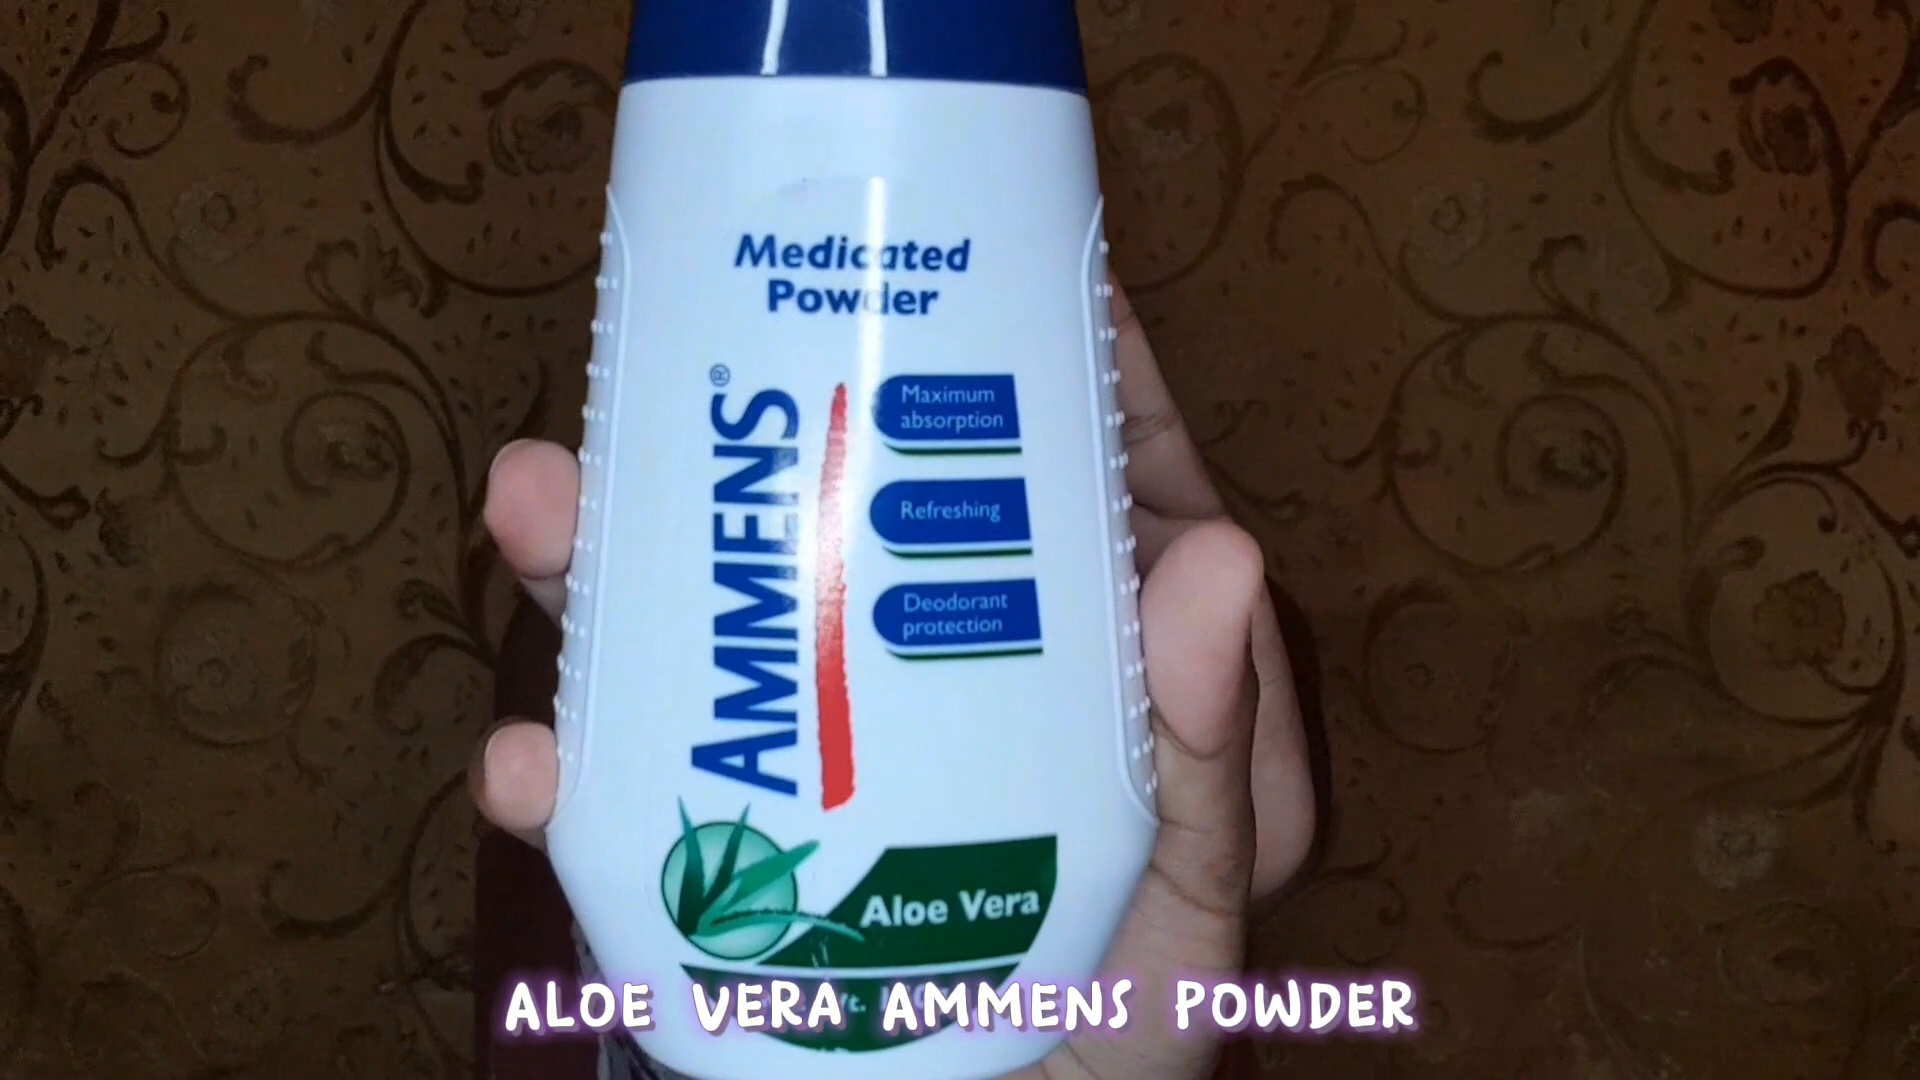 Medicated
Powder
AMMENS®
Maximum
absorption
Refreshing
Deodorant
protection
Aloe Vera
ALOE VERA AMMENS POWDER